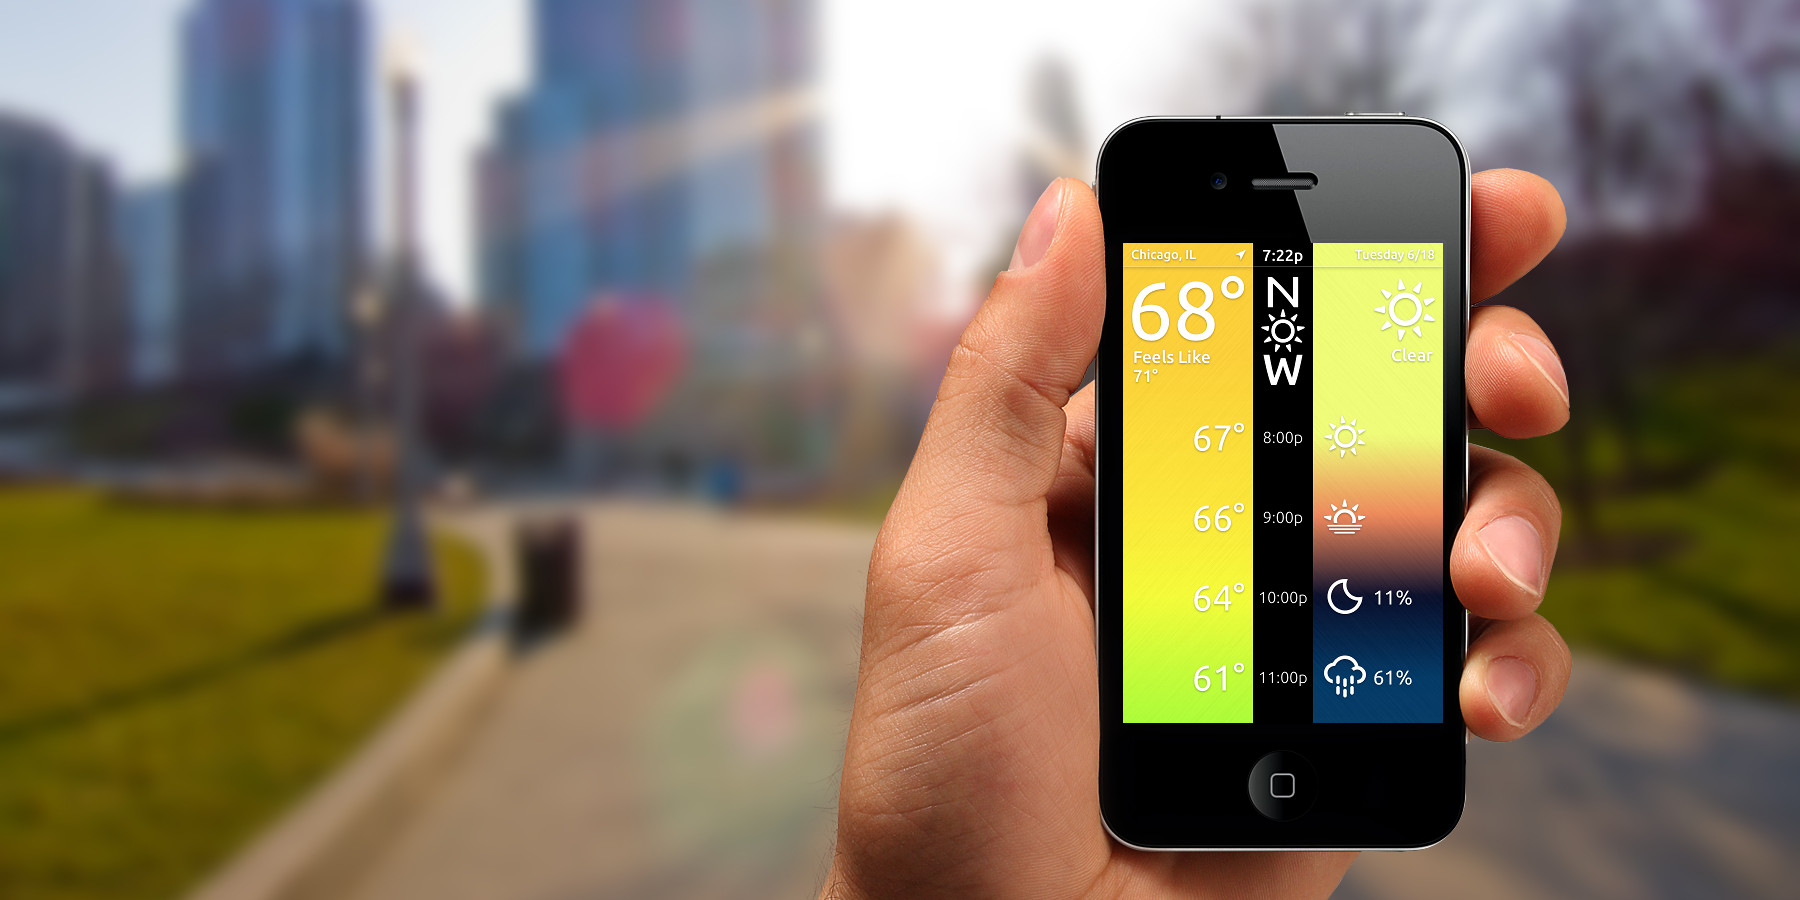 Chicago, IL 7:22p Tuesday 6/18
68° N
W
Clear
Feels Like
71°
67° 8:00p
66° 9:00p
64° 10:00p 11%
61° 11:00p 61%